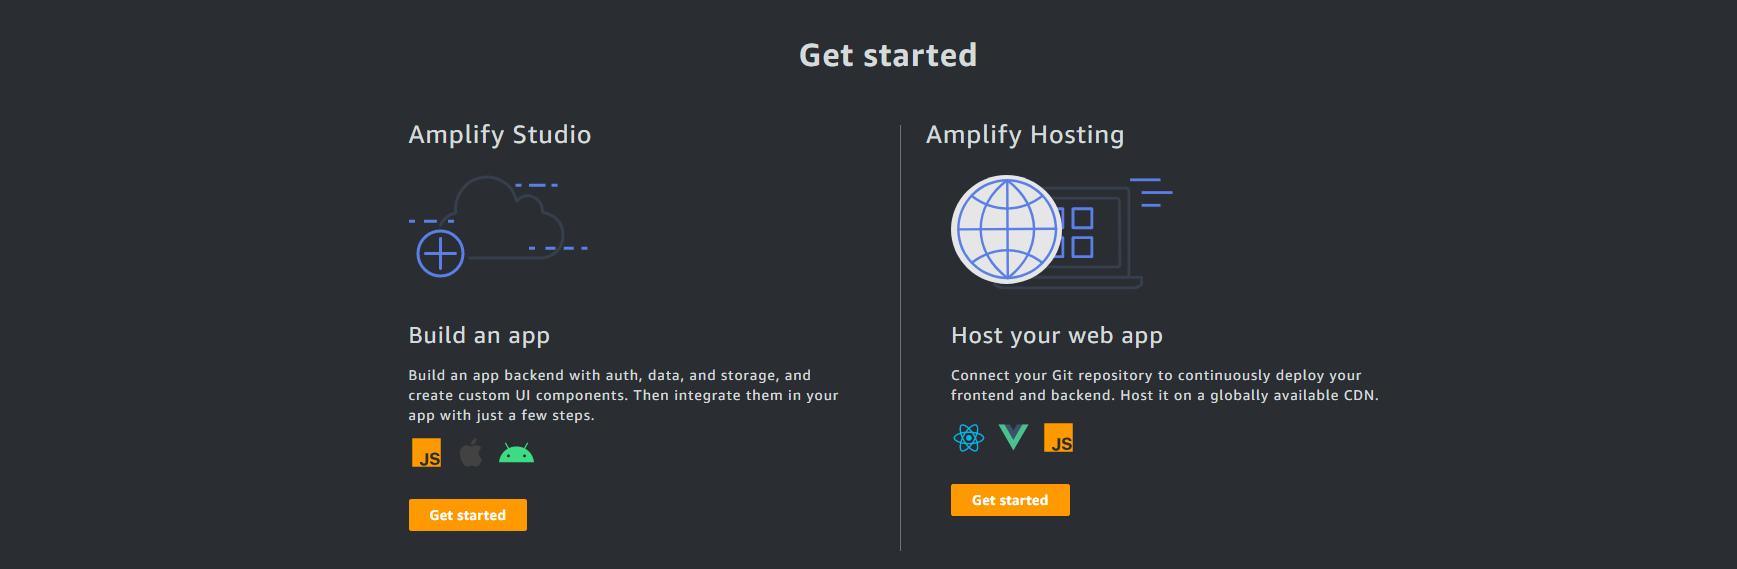 Get started
Amplify Studio
Build an app
Build an app backend with auth, data, and storage, and
create custom UI components. Then integrate them in your
app with just a few steps.
JS
Get started
Amplify Hosting
Host your web app
Connect your Git repository to continuously deploy your
frontend and backend. Host it on a globally available CDN.
JS
Get started